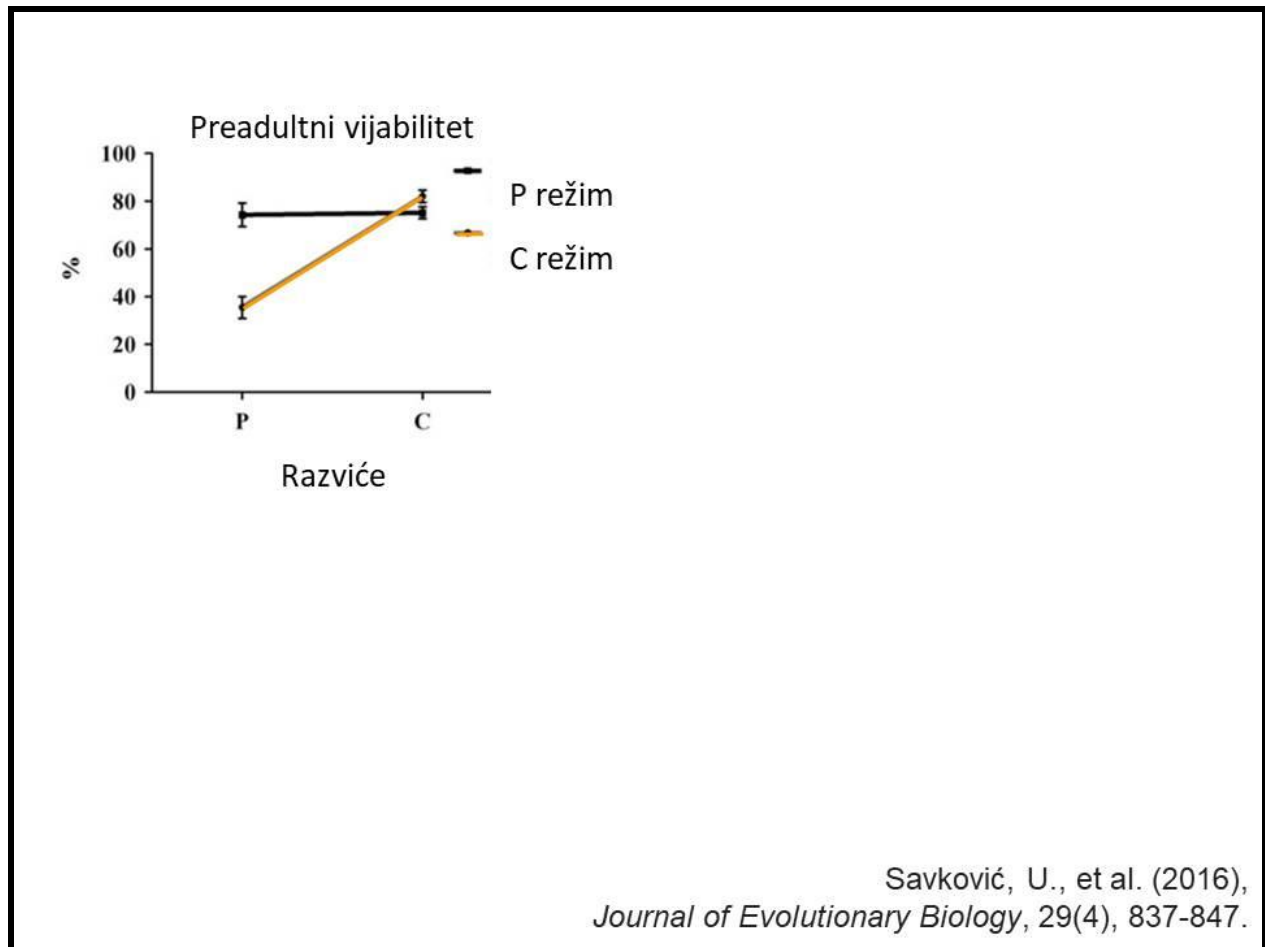 Preadultni vijabilitet
100
80
60
40
20
0
%
P režim
C režim
P C
Razviće
Savković, U., et al. (2016),
Journal of Evolutionary Biology, 29(4), 837-847.